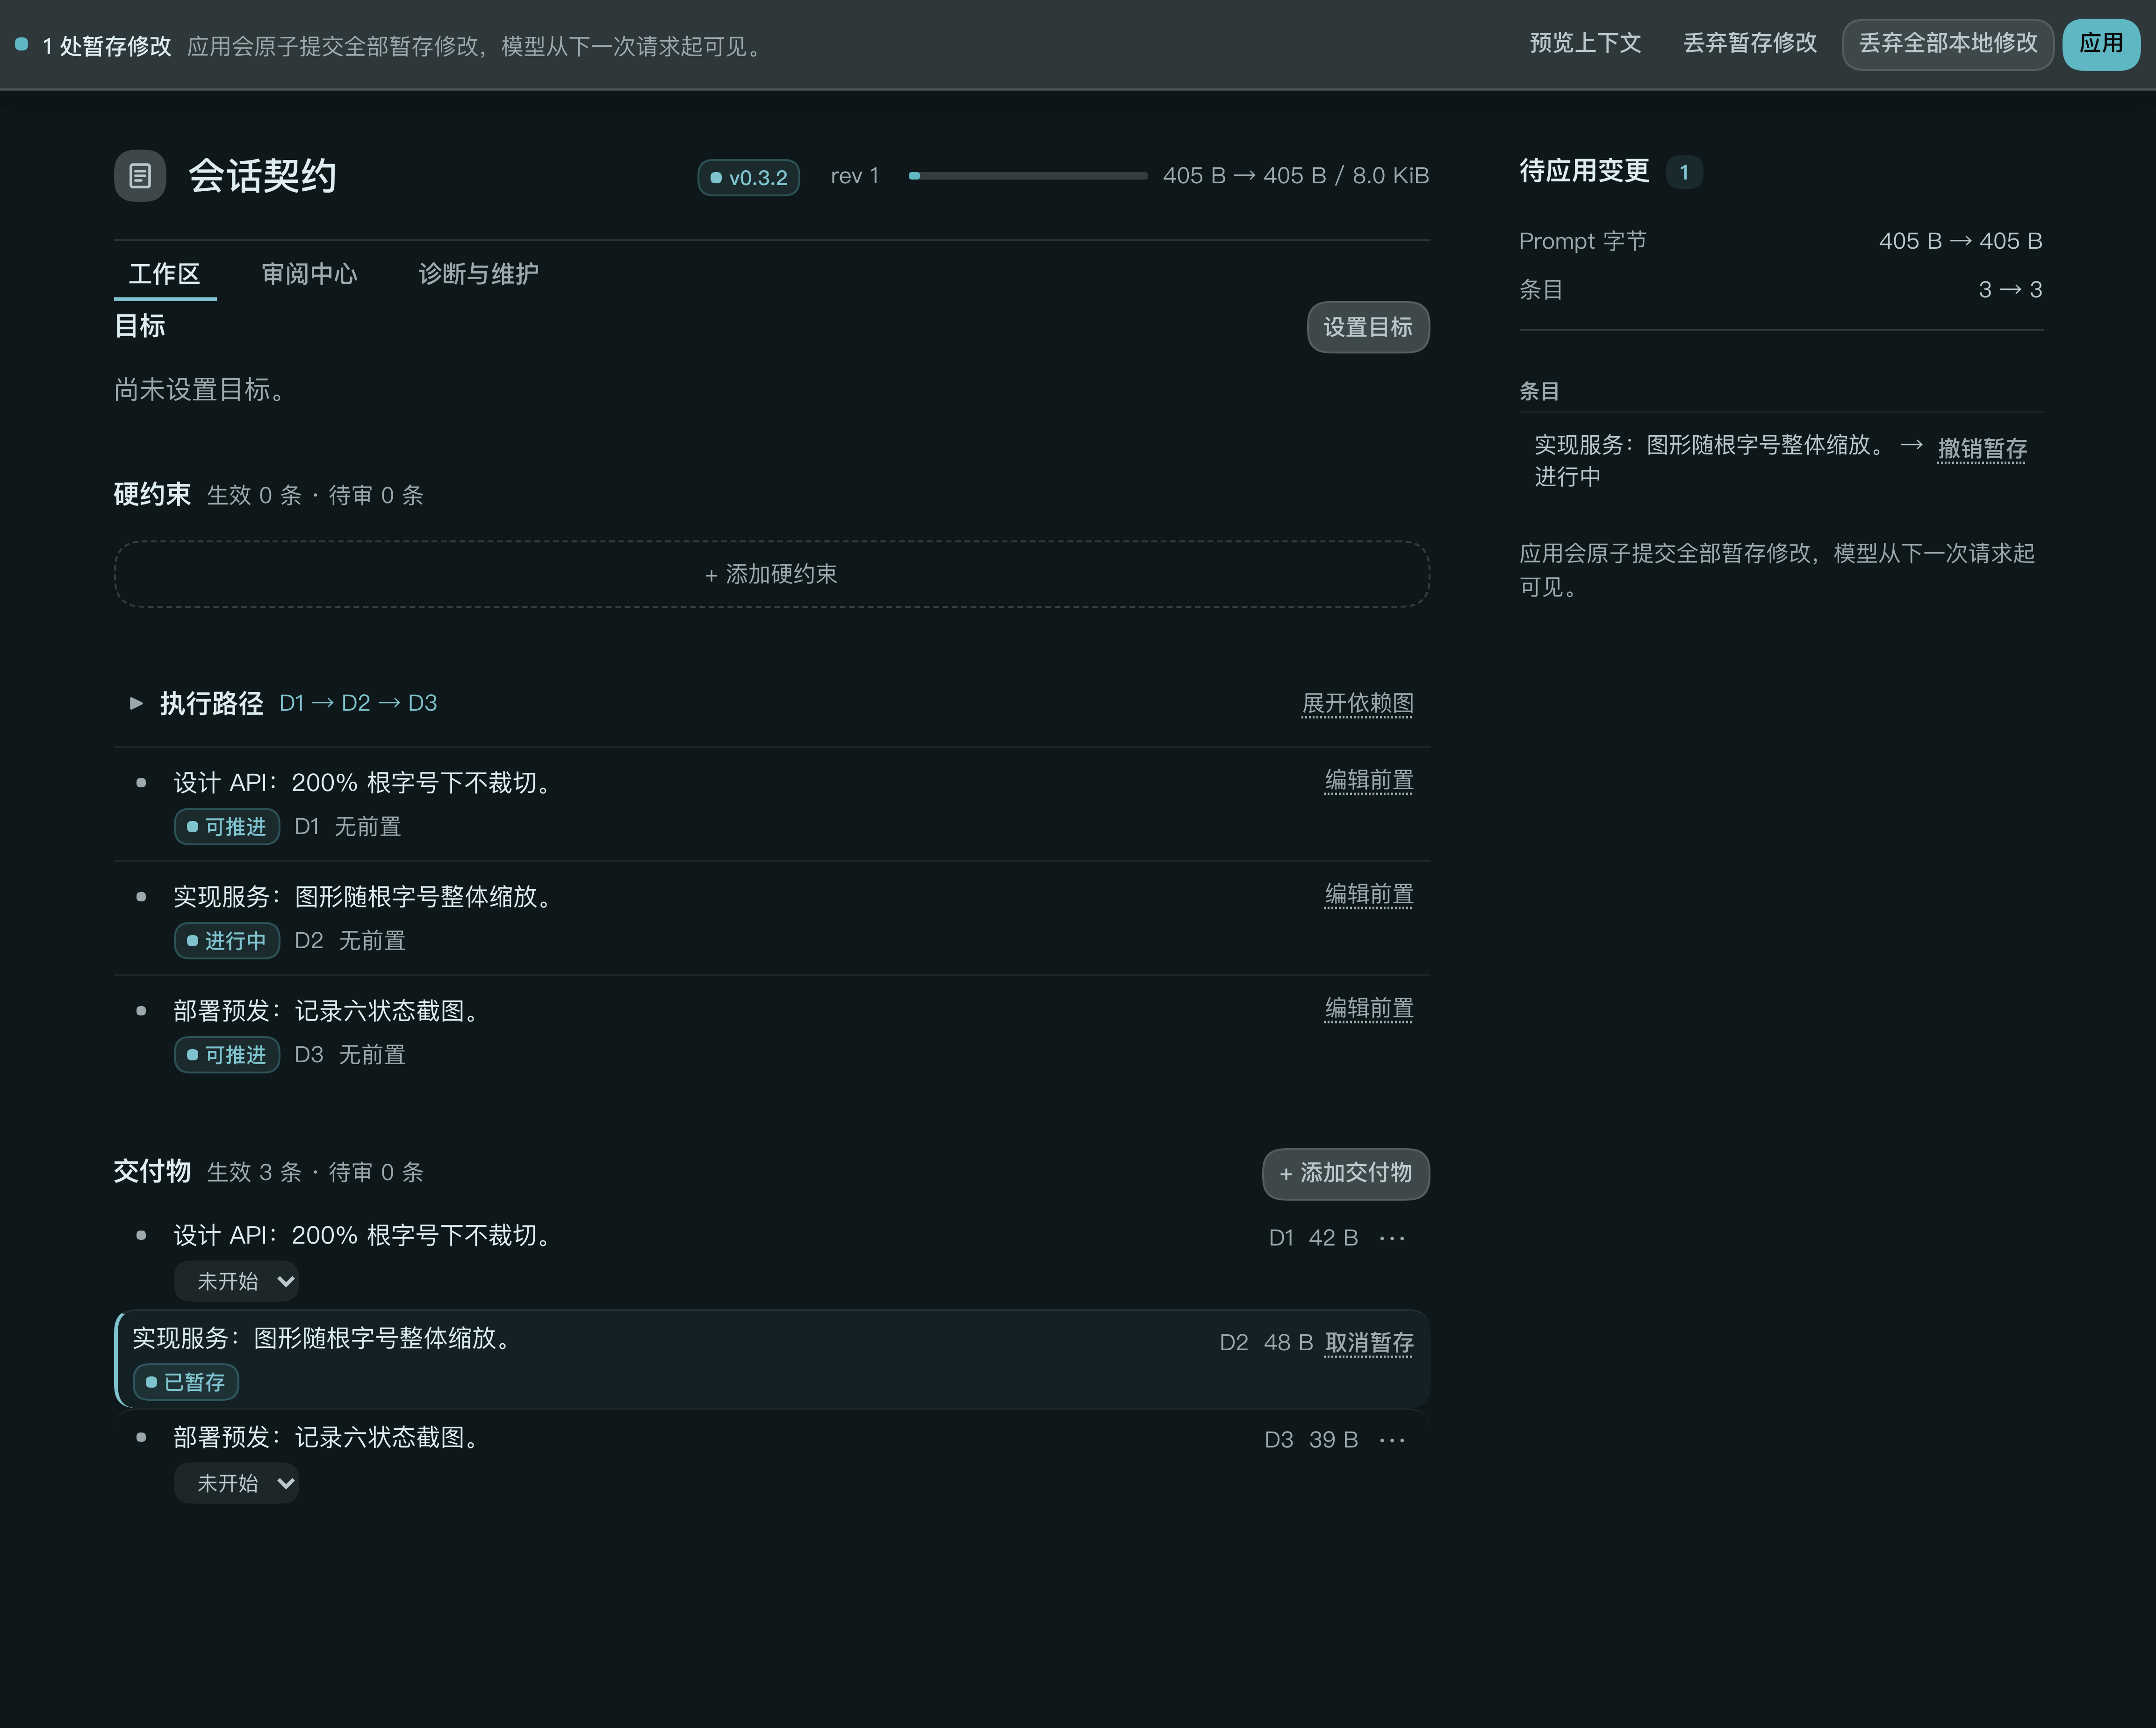 1 处暂存修改 应用会原子提交全部暂存修改，模型从下一次请求起可见。 预览上下文 丢弃暂存修改 丢弃全部本地修改 应用
会话契约 v0.3.2 rev 1 405 B → 405 B / 8.0 KiB
工作区 审阅中心 诊断与维护
目标 设置目标
尚未设置目标。
硬约束 生效 0 条 · 待审 0 条
+ 添加硬约束
▶ 执行路径 D1 → D2 → D3 展开依赖图
设计 API：200% 根字号下不裁切。 编辑前置
可推进 D1 无前置
实现服务：图形随根字号整体缩放。 编辑前置
进行中 D2 无前置
部署预发：记录六状态截图。 编辑前置
可推进 D3 无前置
交付物 生效 3 条 · 待审 0 条 + 添加交付物
设计 API：200% 根字号下不裁切。 D1 42 B ···
未开始
实现服务：图形随根字号整体缩放。 D2 48 B 取消暂存
已暂存
部署预发：记录六状态截图。 D3 39 B ···
未开始
待应用变更 1
Prompt 字节 405 B → 405 B
条目 3 → 3
条目
实现服务：图形随根字号整体缩放。 → 撤销暂存
进行中
应用会原子提交全部暂存修改，模型从下一次请求起
可见。